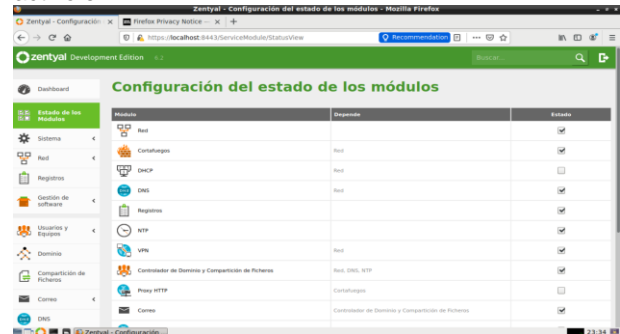 Zentyal - Configuración del estado de los módulos - Mozilla Firefox
Zentyal - Configuración
Firefox Privacy Notice —
https://localhost:8443/ServiceModule/StatusView
Recommendation
zentyal Development Edition 6.2
Buscar...
Dashboard
Estado de los
Módulos
Sistema
Red
Registros
Gestión de
software
Usuarios y
Equipos
Dominio
Compartición de
Ficheros
Correo
DNS
Configuración del estado de los módulos
Módulo Depende Estado
Red
Cortafuegos Red
DHCP Red
DNS Red
Registros
NTP
VPN Red
Controlador de Dominio y Compartición de Ficheros Red, DNS, NTP
Proxy HTTP Cortafuegos
Correo Controlador de Dominio y Compartición de Ficheros
Zentyal - Configuración...
23:34